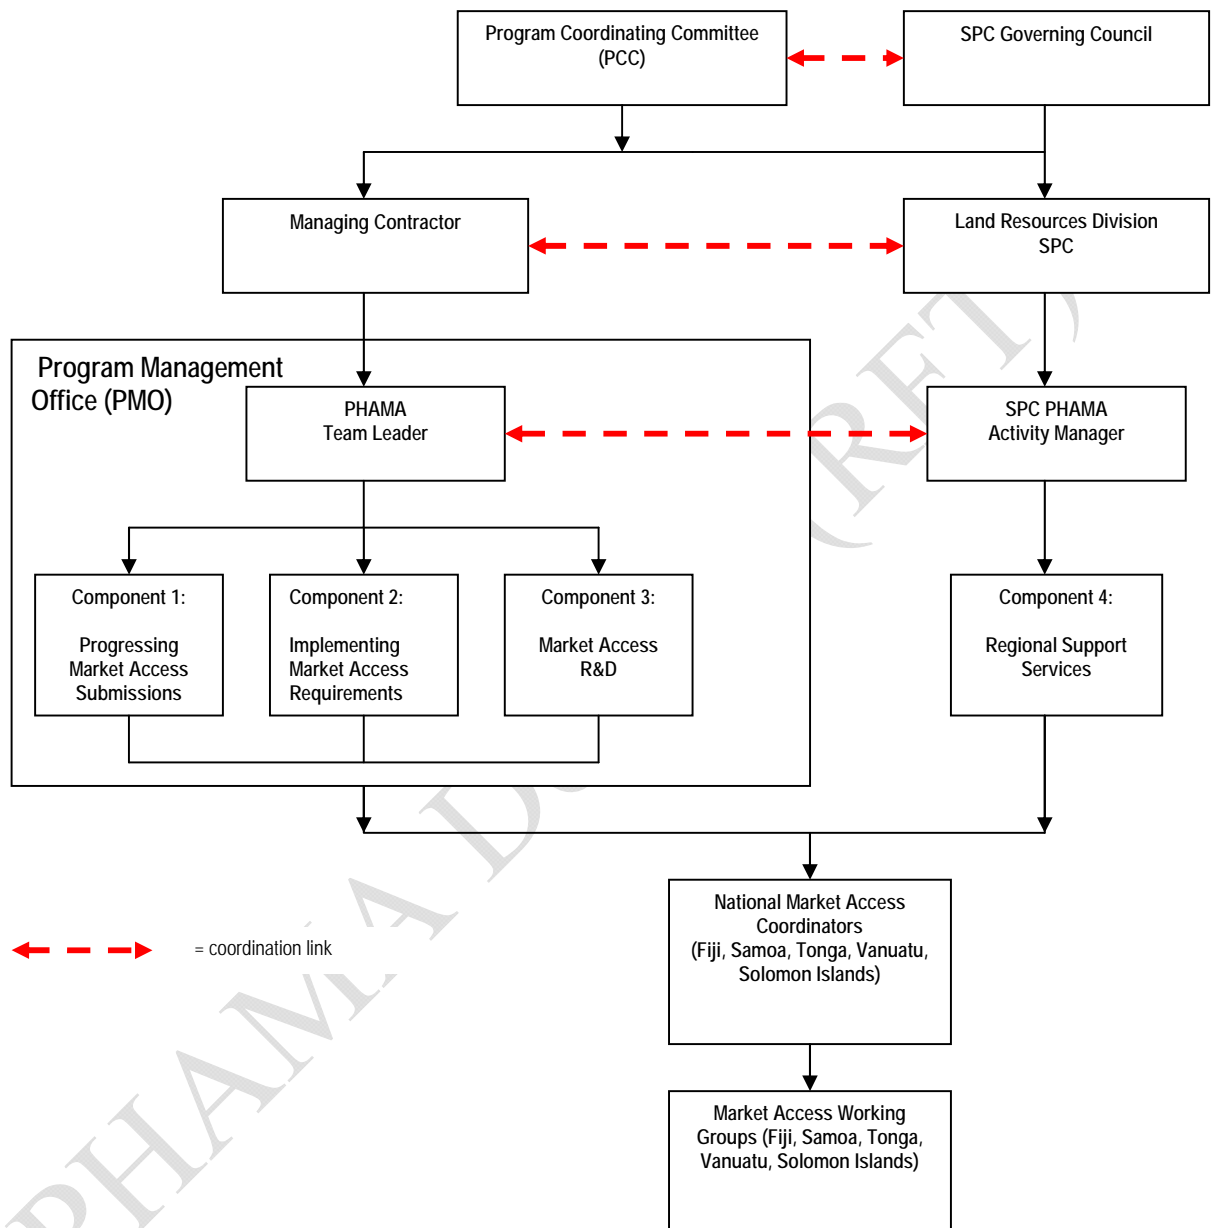 Program Coordinating Committee
(PCC)
SPC Governing Council
Managing Contractor
Land Resources Division
SPC
Program Management
Office (PMO)
PHAMA
Team Leader
SPC PHAMA
Activity Manager
Component 1:
Progressing
Market Access
Submissions
Component 2:
Implementing
Market Access
Requirements
Component 3:
Market Access
R&D
Component 4:
Regional Support
Services
National Market Access
Coordinators
(Fiji, Samoa, Tonga, Vanuatu,
Solomon Islands)
= coordination link
Market Access Working
Groups (Fiji, Samoa, Tonga,
Vanuatu, Solomon Islands)
PHAMA